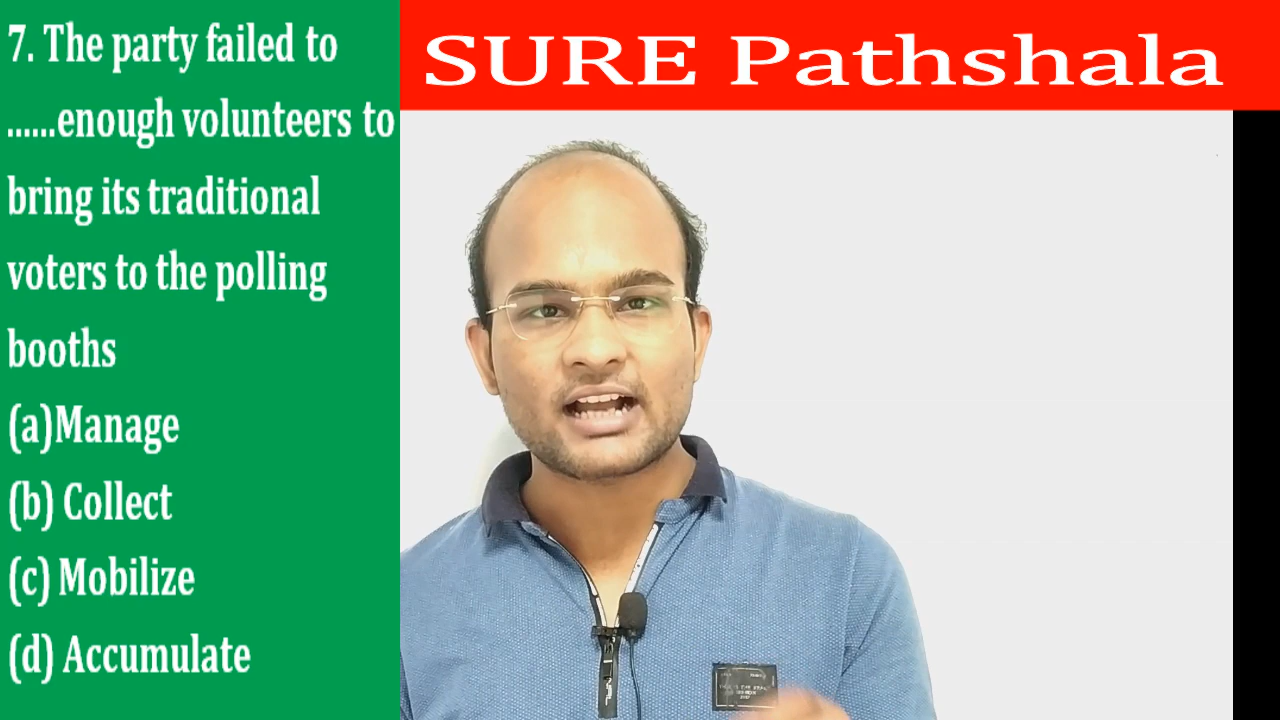 SURE Pathshala
7. The party failed to
......enough volunteers to
bring its traditional
voters to the polling
booths
(a)Manage
(b) Collect
(c) Mobilize
(d) Accumulate